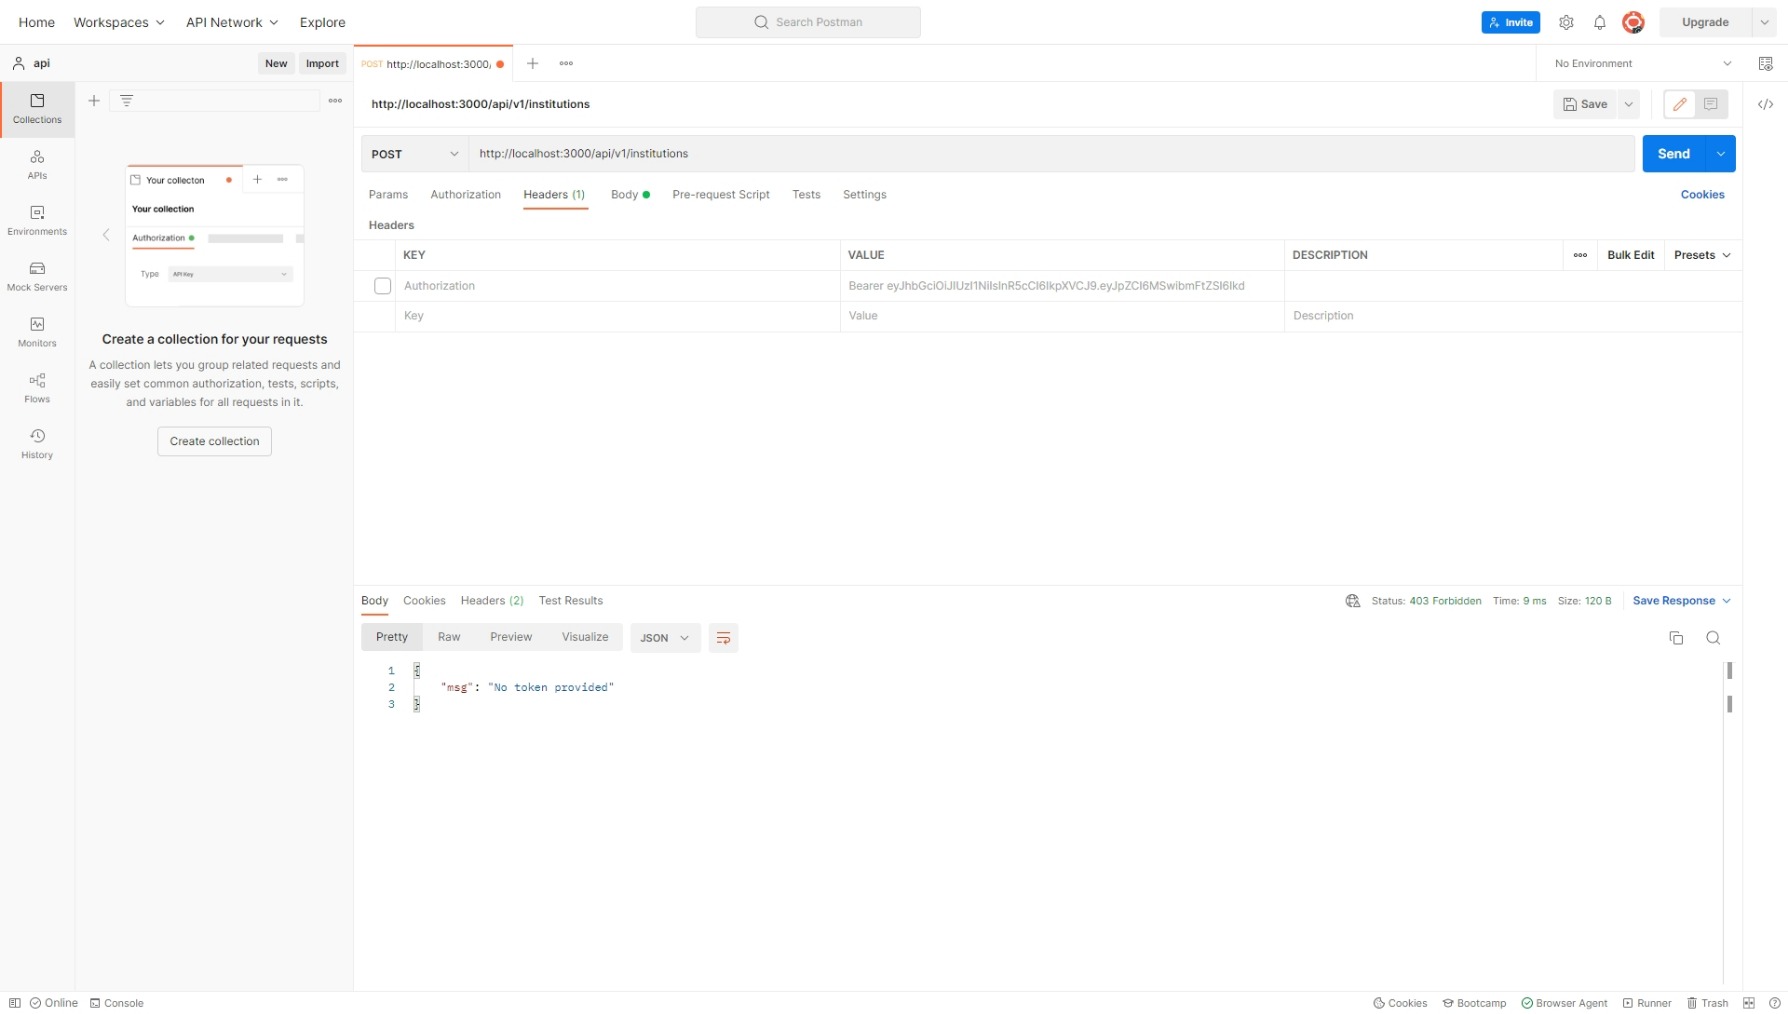 Home Workspaces API Network Explore
Search Postman
Invite Upgrade
api New Import
POST http://localhost:3000/
No Environment
Collections
APIs
Environments
Mock Servers
Monitors
Flows
History
Your collecton
Your collection
Authorization
Type API Key
Create a collection for your requests
A collection lets you group related requests and
easily set common authorization, tests, scripts,
and variables for all requests in it.
Create collection
http://localhost:3000/api/v1/institutions
Save
POST http://localhost:3000/api/v1/institutions Send
Params Authorization Headers (1) Body Pre-request Script Tests Settings Cookies
Headers
KEY VALUE DESCRIPTION Bulk Edit Presets
Authorization Bearer eyJhbGciOiJIUzI1NiIsInR5cCI6IkpXVCJ9.eyJpZCI6MSwibmFtZSI6Ikd
Key Value Description
Body Cookies Headers (2) Test Results Status: 403 Forbidden Time: 9 ms Size: 120 B Save Response
Pretty Raw Preview Visualize JSON
1 {
2 "msg": "No token provided"
3 }
Online Console Cookies Bootcamp Browser Agent Runner Trash